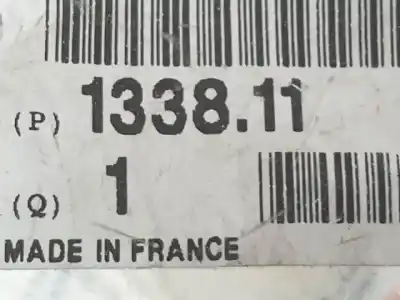 (P) 1338.11
(Q) 1
MADE IN FRANCE